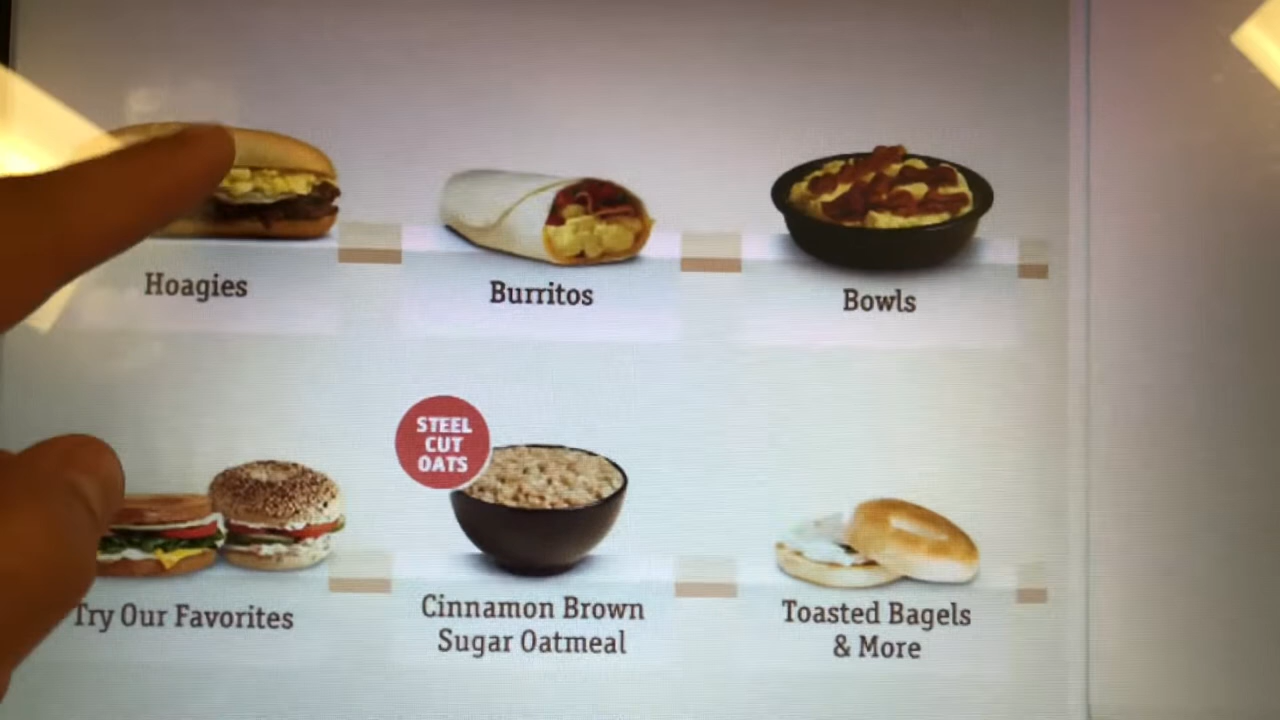 Hoagies
Burritos
Bowls
STEEL
CUT
OATS
Try Our Favorites
Cinnamon Brown
Sugar Oatmeal
Toasted Bagels
& More